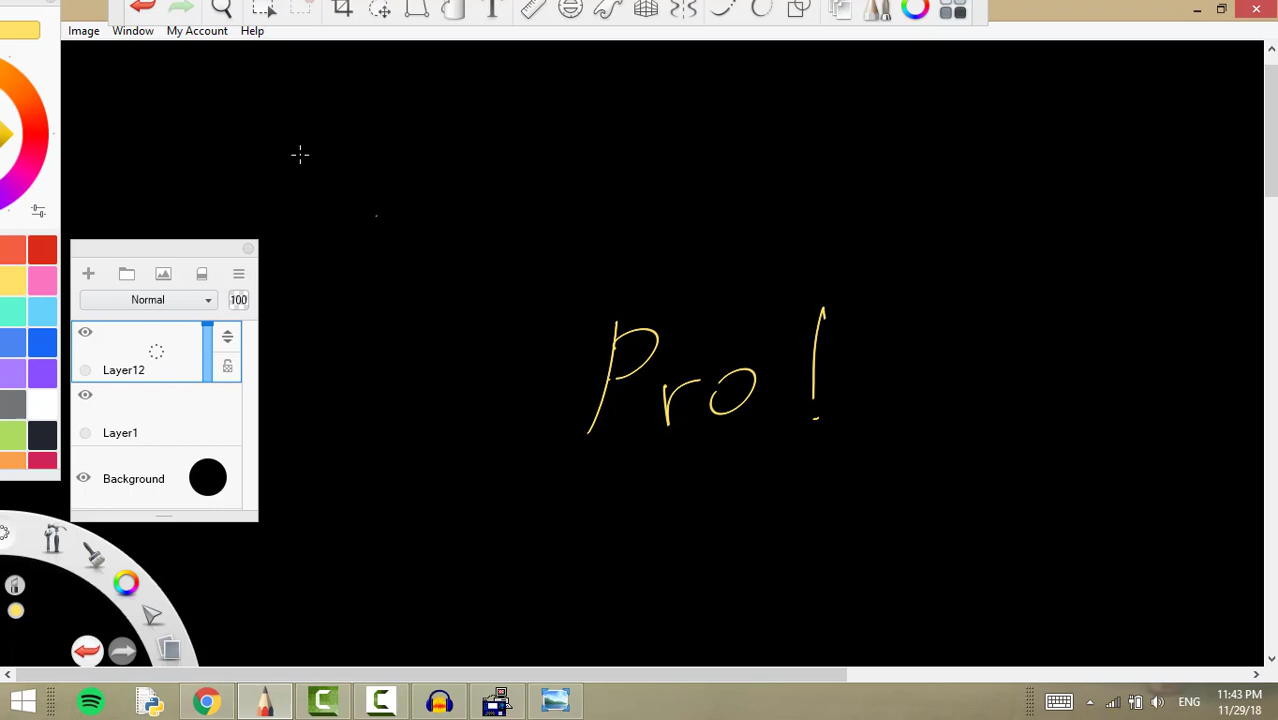 Image Window My Account Help
Normal 100
Layer12
Layer1
Background
Pro!
ENG
11:43 PM
11/29/18